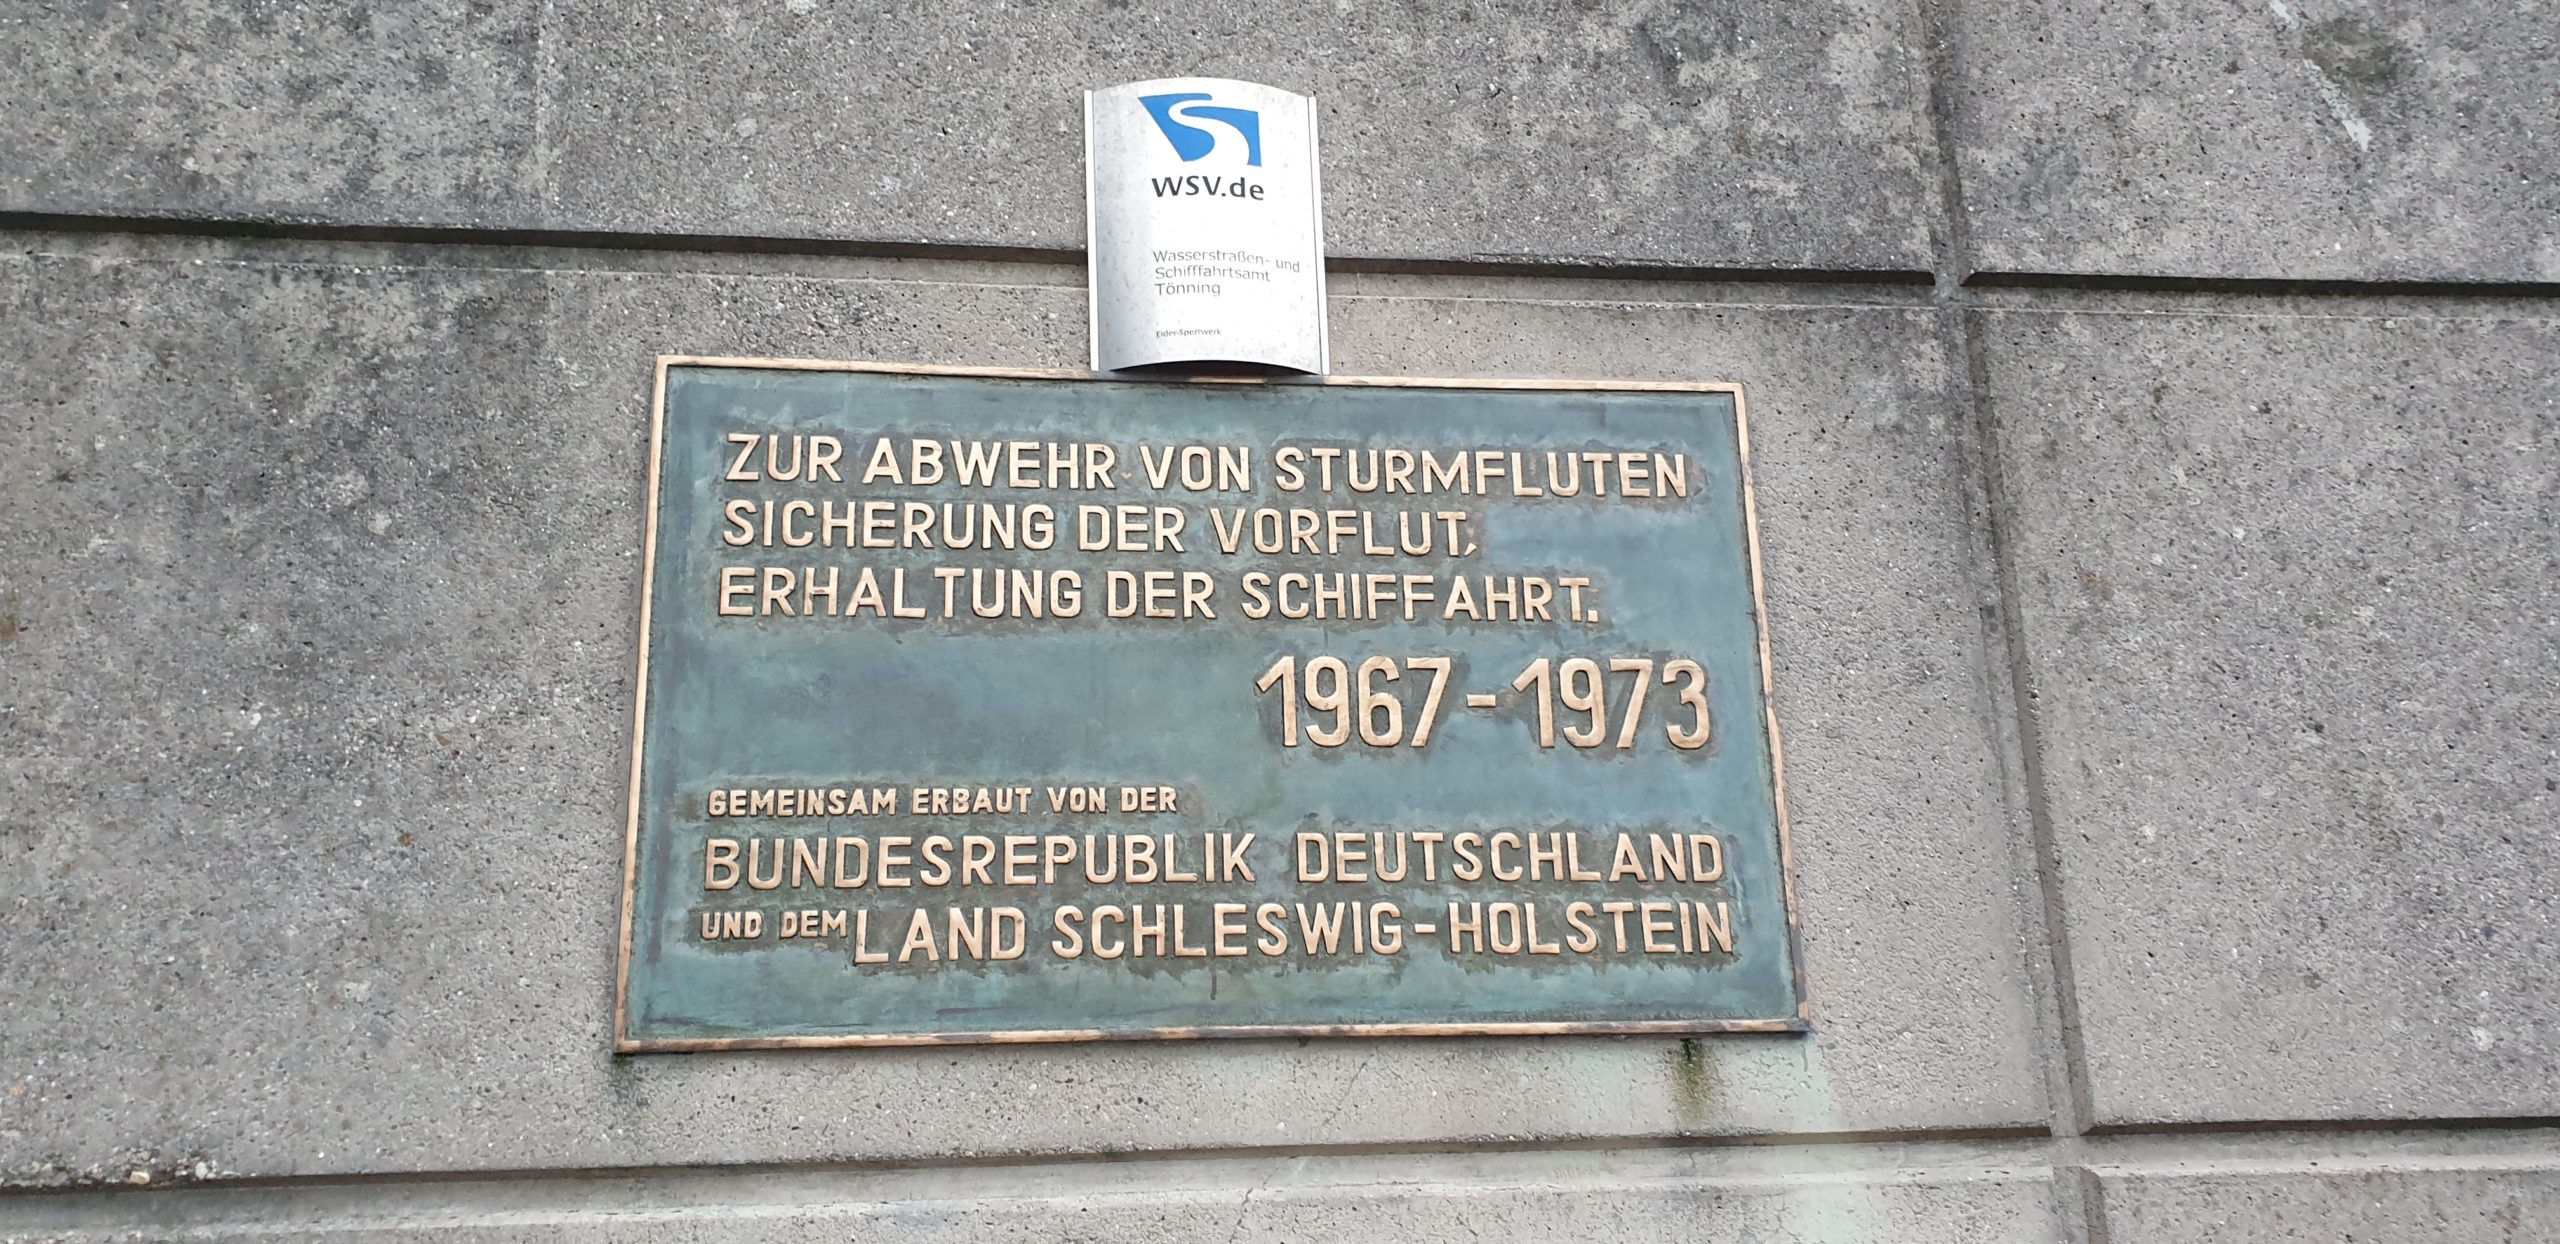 WSV.de
Wasserstraßen- und
Schifffahrtsamt
Tönning
Eider-Sperrwerk
ZUR ABWEHR VON STURMFLUTEN
SICHERUNG DER VORFLUT,
ERHALTUNG DER SCHIFFAHRT.
1967-1973
GEMEINSAM ERBAUT VON DER
BUNDESREPUBLIK DEUTSCHLAND
UND DEM LAND SCHLESWIG-HOLSTEIN